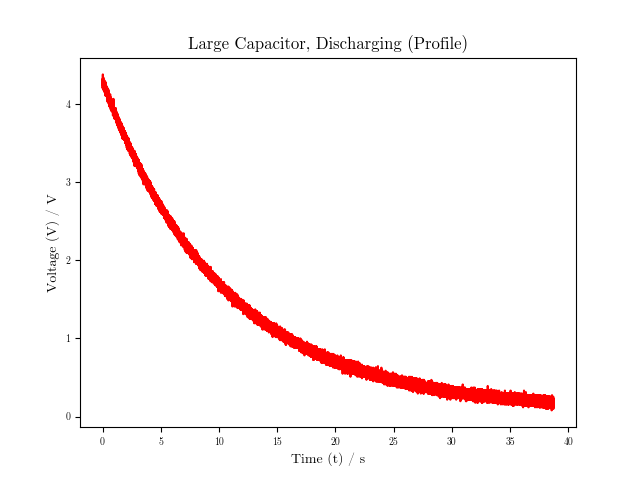 Large Capacitor, Discharging (Profile)
4
3
2
1
0
Voltage (V) / V
0 5 10 15 20 25 30 35 40
Time (t) / s